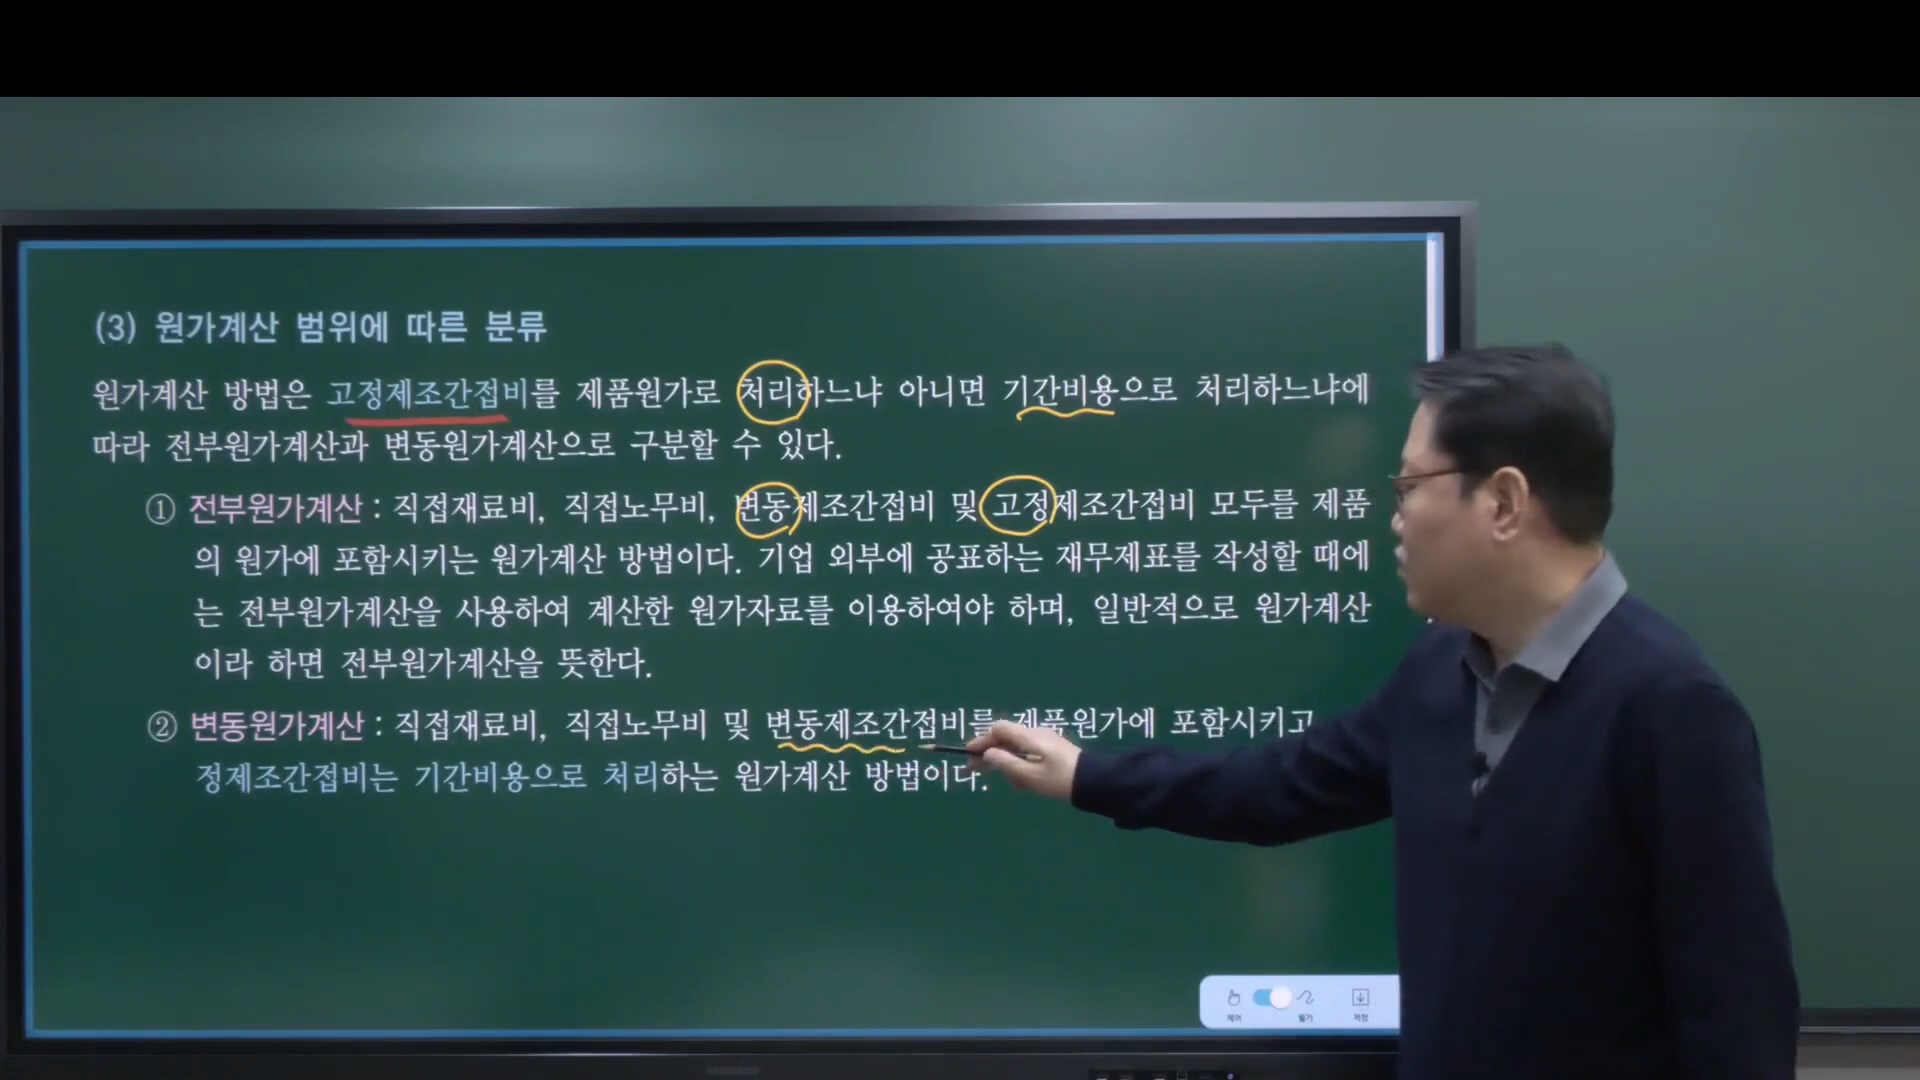 (3) 원가계산 범위에 따른 분류
원가계산 방법은 고정제조간접비를 제품원가로 처리하느냐 아니면 기간비용으로 처리하느냐에
따라 전부원가계산과 변동원가계산으로 구분할 수 있다.
① 전부원가계산 : 직접재료비, 직접노무비, 변동제조간접비 및 고정제조간접비 모두를 제품
의 원가에 포함시키는 원가계산 방법이다. 기업 외부에 공표하는 재무제표를 작성할 때에
는 전부원가계산을 사용하여 계산한 원가자료를 이용하여야 하며, 일반적으로 원가계산
이라 하면 전부원가계산을 뜻한다.
② 변동원가계산 : 직접재료비, 직접노무비 및 변동제조간접비를 제품원가에 포함시키고
정제조간접비는 기간비용으로 처리하는 원가계산 방법이다.
제어 필기 저장